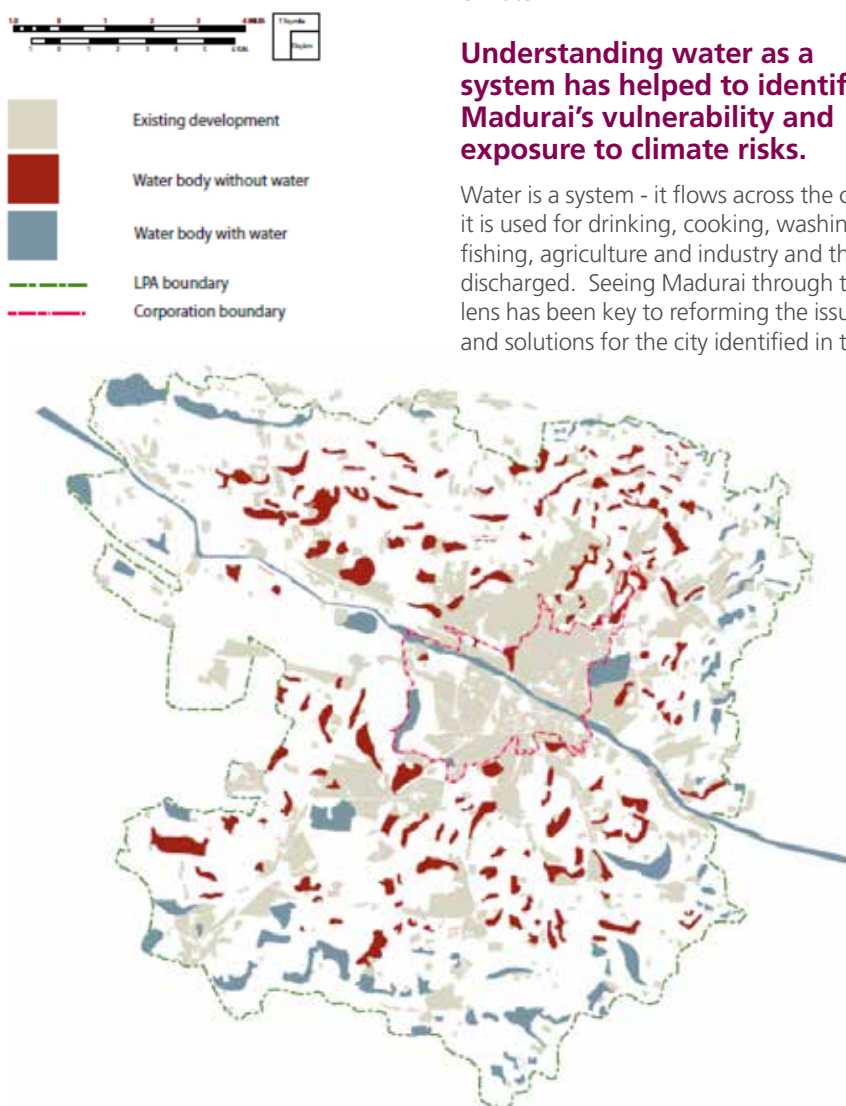 Existing development
Water body without water
Water body with water
LPA boundary
Corporation boundary
Understanding water as a
system has helped to identif
Madurai's vulnerability and
exposure to climate risks.
Water is a system - it flows across the c
it is used for drinking, cooking, washin
fishing, agriculture and industry and th
discharged. Seeing Madurai through t
lens has been key to reforming the issu
and solutions for the city identified in t